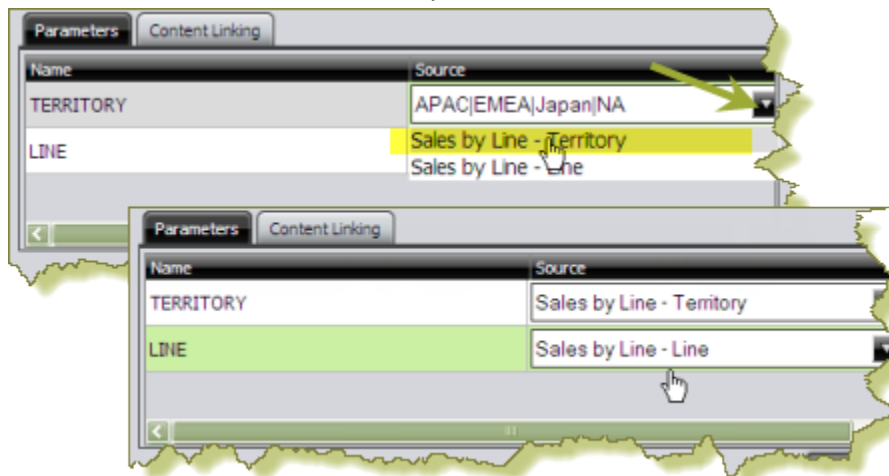 Parameters Content Linking
Name Source
TERRITORY APAC|EMEA|Japan|NA
LINE Sales by Line - Territory
Sales by Line - Line
Parameters Content Linking
Name Source
TERRITORY Sales by Line - Territory
LINE Sales by Line - Line